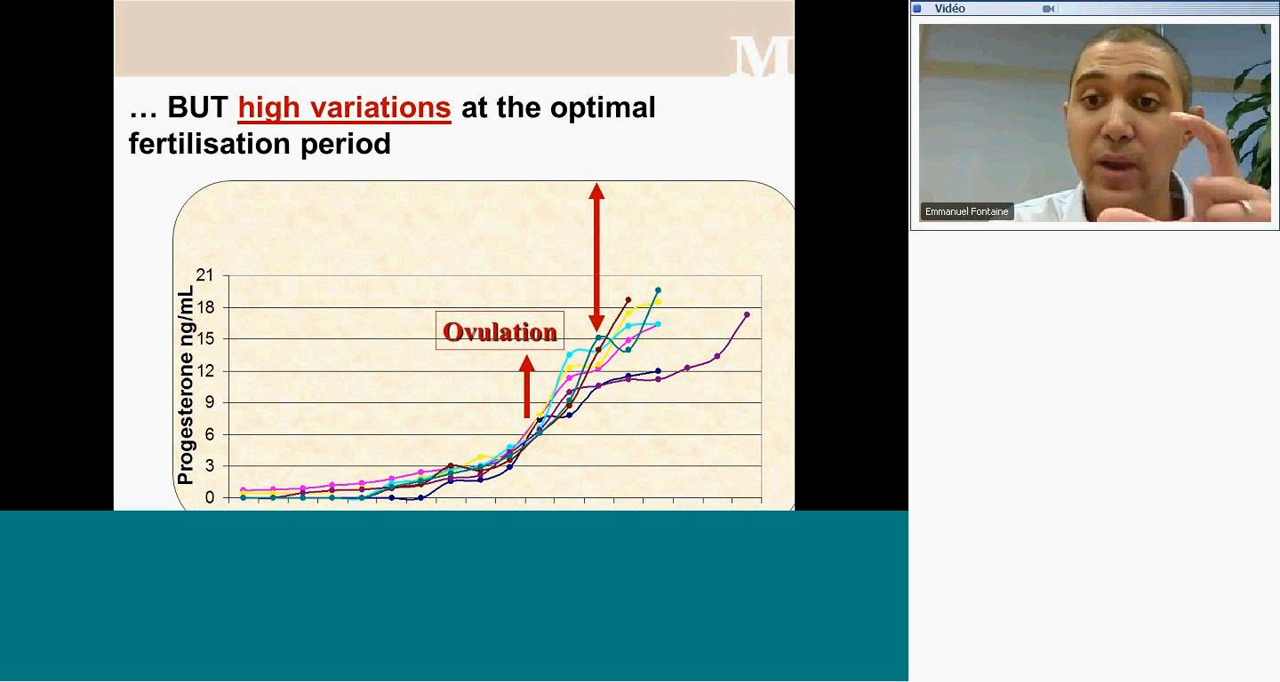 M
… BUT high variations at the optimal
fertilisation period
Progesterone ng/mL
21
18
15
12
9
6
3
0
Ovulation
Vidéo
Emmanuel Fontaine